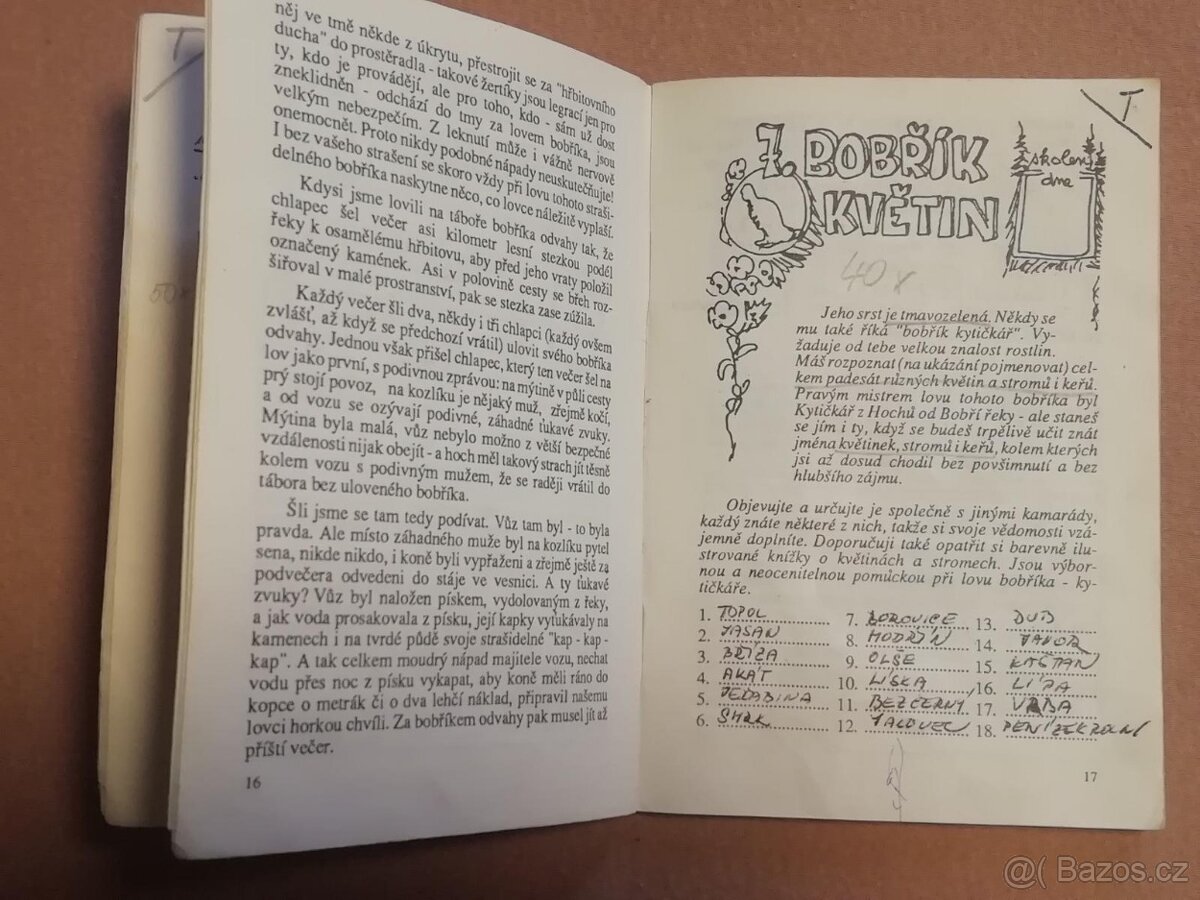 T
50x
něj ve tmě někde z úkrytu, přestrojit se za "hřbitovního
ducha" do prostěradla - takové žertíky jsou legrací jen pro
ty, kdo je provádějí, ale pro toho, kdo - sám už dost
zneklidněn - odchází do tmy za lovem bobříka, jsou
velkým nebezpečím. Z leknutí může i vážně nervově
onemocnět. Proto nikdy podobné nápady neuskutečňujte!
I bez vašeho strašení se skoro vždy při lovu tohoto straši-
delného bobříka naskytne něco, co lovce náležitě vyplaší.
Kdysi jsme lovili na táboře bobříka odvahy tak, že
chlapec šel večer asi kilometr lesní stezkou podél
řeky k osamělému hřbitovu, aby před jeho vraty položil
označený kamének. Asi v polovině cesty se břeh roz-
šiřoval v malé prostranství, pak se stezka zase zúžila.
Každý večer šli dva, někdy i tři chlapci (každý ovšem
zvlášť, až když se předchozí vrátil) ulovit svého bobříka
odvahy. Jednou však přišel chlapec, který ten večer šel na
lov jako první, s podivnou zprávou: na mýtině v půli cesty
prý stojí povoz, na kozlíku je nějaký muž, zřejmě kočí,
a od vozu se ozývají podivné, záhadné ťukavé zvuky.
Mýtina byla malá, vůz nebylo možno z větší bezpečné
vzdálenosti nijak obejít - a hoch měl takový strach jít těsně
kolem vozu s podivným mužem, že se raději vrátil do
tábora bez uloveného bobříka.
Šli jsme se tam tedy podívat. Vůz tam byl - to byla
pravda. Ale místo záhadného muže byl na kozlíku pytel
sena, nikde nikdo, i koně byli vypřaženi a zřejmě ještě za
podvečera odvedeni do stáje ve vesnici. A ty ťukavé
zvuky? Vůz byl naložen pískem, vydolovaným z řeky,
a jak voda prosakovala z písku, její kapky vyťukávaly na
kamenech i na tvrdé půdě svoje strašidelné "kap - kap -
kap". A tak celkem moudrý nápad majitele vozu, nechat
vodu přes noc z písku vykapat, aby koně měli ráno do
kopce o metrák či o dva lehčí náklad, připravil našemu
lovci horkou chvíli. Za bobříkem odvahy pak musel jít až
příští večer.
16
T
7. BOBŘÍK
KVĚTIN
skolen
dne
40x
Jeho srst je tmavozelená. Někdy se
mu také říká "bobřík kytičkář". Vy-
žaduje od tebe velkou znalost rostlin.
Máš rozpoznat (na ukázání pojmenovat) cel-
kem padesát různých květin a stromů i keřů.
Pravým mistrem lovu tohoto bobříka byl
Kytičkář z Hochů od Bobří řeky - ale staneš
se jím i ty, když se budeš trpělivě učit znát
jména květinek, stromů i keřů, kolem kterých
jsi až dosud chodil bez povšimnutí a bez
hlubšího zájmu.
Objevujte a určujte je společně s jinými kamarády,
každý znáte některé z nich, takže si svoje vědomosti vzá-
jemně doplníte. Doporučuji také opatřit si barevně ilu-
strované knížky o květinách a stromech. Jsou výbor-
nou a neocenitelnou pomůckou při lovu bobříka - ky-
tičkáře.
1. TOPOL 7. BOROVICE 13. DUB
2. JASAN 8. MODŘÍN 14. JAVOR
3. BŘÍZA 9. OLŠE 15. KAŠTAN
4. AKÁT 10. LÍSKA 16. LÍPA
5. JEŘABINA 11. BEZ ČERNÝ 17. VRBA
6. SMRK 12. JALOVEC 18. PENÍZEK ROLNÍ
17
@( Bazos.cz